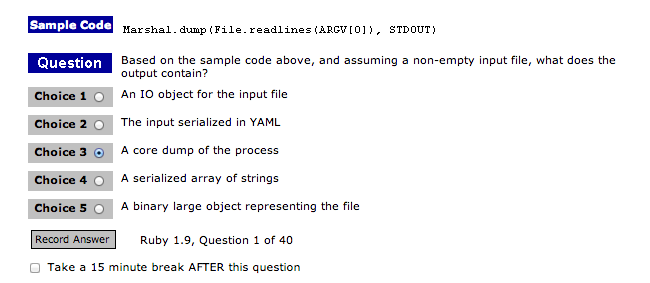 Sample Code Marshal.dump(File.readlines(ARGV[0]), STDOUT)
Question Based on the sample code above, and assuming a non-empty input file, what does the
output contain?
Choice 1 An IO object for the input file
Choice 2 The input serialized in YAML
Choice 3 A core dump of the process
Choice 4 A serialized array of strings
Choice 5 A binary large object representing the file
Record Answer Ruby 1.9, Question 1 of 40
Take a 15 minute break AFTER this question